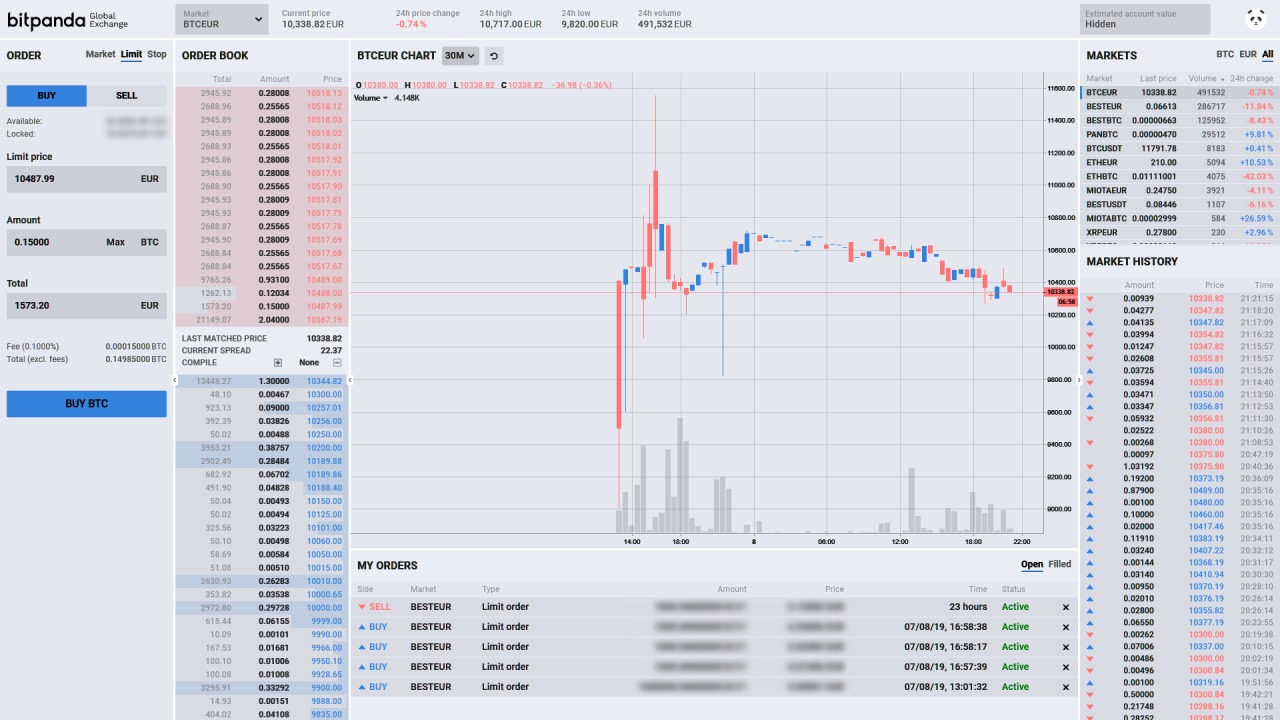 bitpanda Global Exchange
Market
BTCEUR
Current price
10,338.82 EUR
24h price change
-0.74 %
24h high
10,717.00 EUR
24h low
9,820.00 EUR
24h volume
491,532 EUR
Estimated account value
Hidden
ORDER Market Limit Stop
BUY SELL
Available:
Locked:
Limit price
10487.99 EUR
Amount
0.15000 Max BTC
Total
1573.20 EUR
Fee (0.1000%) 0.00015000 BTC
Total (excl. fees) 0.14985000 BTC
BUY BTC
ORDER BOOK
Total Amount Price
2945.92 0.28008 10518.13
2688.96 0.25565 10518.12
2945.89 0.28008 10518.03
2945.89 0.28008 10518.02
2688.93 0.25565 10518.01
2945.86 0.28008 10517.92
2945.86 0.28008 10517.91
2688.90 0.25565 10517.90
2945.93 0.28009 10517.81
2945.93 0.28009 10517.79
2688.87 0.25565 10517.78
2945.90 0.28009 10517.69
2688.84 0.25565 10517.68
2688.84 0.25565 10517.67
9765.26 0.93100 10489.00
1262.13 0.12034 10488.00
1573.20 0.15000 10487.99
21149.07 2.04000 10367.19
LAST MATCHED PRICE 10338.82
CURRENT SPREAD 22.37
COMPILE None
13448.27 1.30000 10344.82
48.10 0.00467 10300.00
923.13 0.09000 10257.01
392.39 0.03826 10256.00
50.02 0.00488 10250.00
3953.21 0.38757 10200.00
2902.49 0.28484 10189.88
682.92 0.06702 10189.86
491.90 0.04828 10188.40
50.04 0.00493 10150.00
50.02 0.00494 10125.00
325.56 0.03223 10101.00
50.10 0.00498 10060.00
58.69 0.00584 10050.00
51.08 0.00510 10015.00
2630.93 0.26283 10010.00
353.82 0.03538 10000.65
2972.80 0.29728 10000.00
615.44 0.06155 9999.00
10.09 0.00101 9990.00
167.53 0.01681 9966.00
100.10 0.01006 9950.10
100.08 0.01008 9928.65
3295.91 0.33292 9900.00
14.93 0.00151 9888.00
404.02 0.04108 9835.00
BTCEUR CHART 30M
O 10380.00 H 10380.00 L 10338.82 C 10338.82 -36.98 (-0.36%)
Volume 4.148K
11600.00
11400.00
11200.00
11000.00
10800.00
10600.00
10400.00
10338.82
06:58
10200.00
10000.00
9800.00
9600.00
9400.00
9200.00
9000.00
14:00 18:00 8 06:00 12:00 18:00 22:00
MY ORDERS Open Filled
Side Market Type Amount Price Time Status
SELL BESTEUR Limit order 23 hours Active
BUY BESTEUR Limit order 07/08/19, 16:58:38 Active
BUY BESTEUR Limit order 07/08/19, 16:58:17 Active
BUY BESTEUR Limit order 07/08/19, 16:57:39 Active
BUY BESTEUR Limit order 07/08/19, 13:01:32 Active
MARKETS BTC EUR All
Market Last price Volume 24h change
BTCEUR 10338.82 491532 -0.74 %
BESTEUR 0.06613 286717 -11.84 %
BESTBTC 0.00000663 125952 -8.43 %
PANBTC 0.00000470 29512 +9.81 %
BTCUSDT 11791.78 8183 +0.41 %
ETHEUR 210.00 5094 +10.53 %
ETHBTC 0.01111001 4075 -43.03 %
MIOTAEUR 0.24750 3921 -4.11 %
BESTUSDT 0.08446 1107 -6.16 %
MIOTABTC 0.00002999 584 +26.59 %
XRPEUR 0.27800 230 +2.96 %
MARKET HISTORY
Amount Price Time
0.00939 10338.82 21:21:15
0.04277 10347.82 21:18:20
0.04135 10347.82 21:17:09
0.03994 10354.82 21:16:32
0.01247 10347.82 21:15:57
0.02608 10355.81 21:15:57
0.03725 10345.00 21:15:26
0.03594 10355.81 21:14:40
0.03471 10350.00 21:13:50
0.03347 10356.81 21:12:53
0.05932 10356.81 21:11:30
0.02522 10380.00 21:10:26
0.00268 10380.00 21:08:53
0.00097 10375.80 20:47:19
1.03192 10375.80 20:40:36
0.19200 10373.19 20:36:09
0.87900 10489.00 20:35:16
0.00100 10480.00 20:35:16
0.10000 10460.00 20:35:16
0.02000 10417.46 20:35:16
0.11910 10383.19 20:34:11
0.03240 10407.22 20:32:12
0.00144 10368.19 20:31:17
0.03140 10410.94 20:30:30
0.00950 10370.19 20:28:10
0.02010 10376.19 20:26:14
0.02800 10355.82 20:26:14
0.06550 10377.19 20:23:55
0.00262 10300.00 20:19:38
0.07006 10337.00 20:10:15
0.00486 10300.00 20:02:19
0.00496 10300.84 20:01:34
0.00100 10319.16 19:51:56
0.50000 10300.84 19:42:21
0.21748 10288.16 19:41:28
0.28252 10288.17 19:41:28